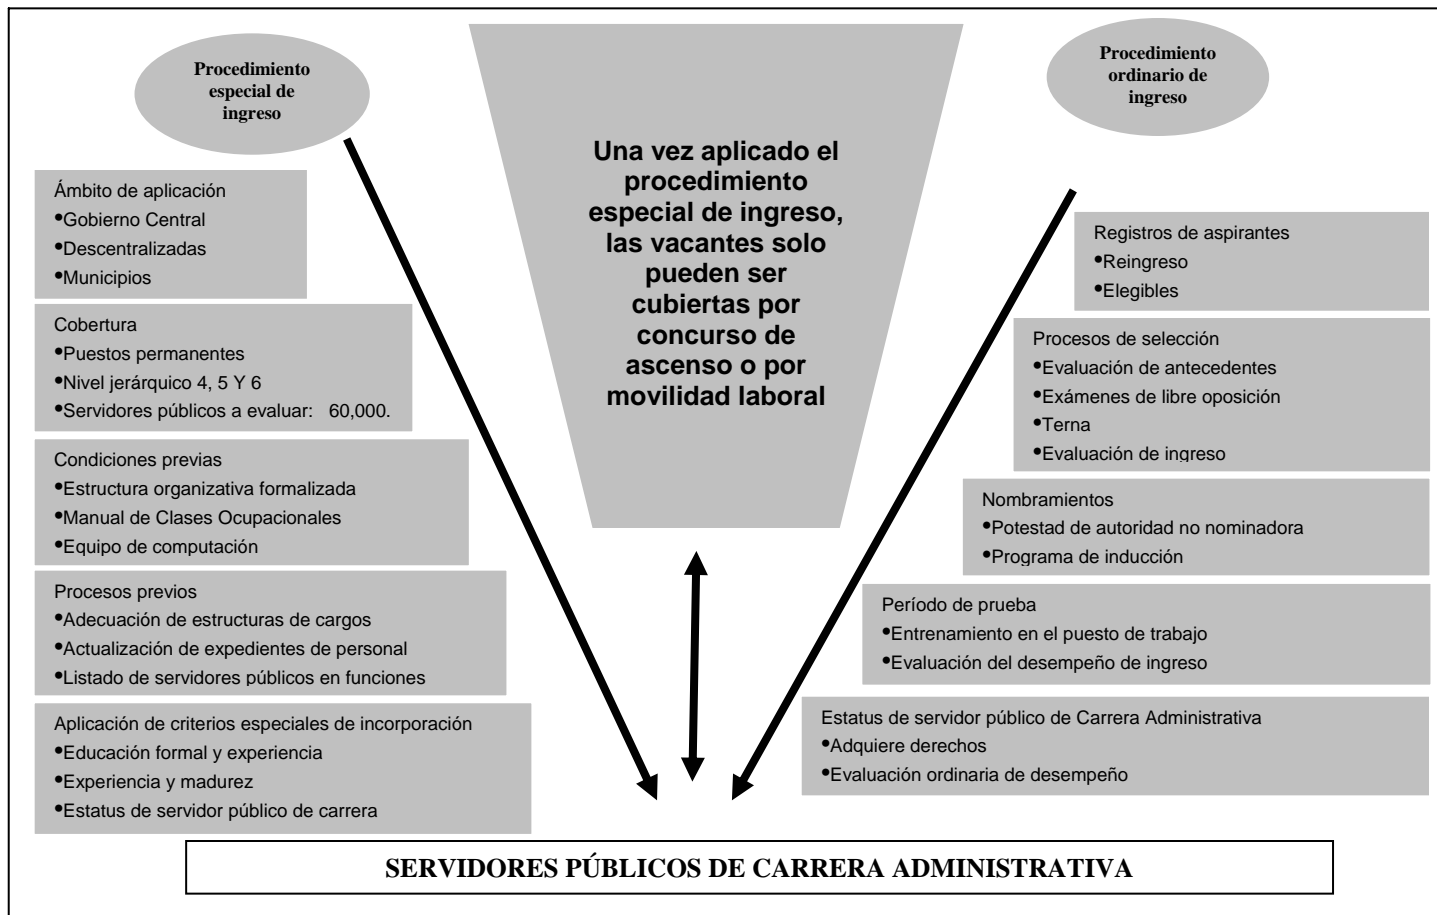 Procedimiento
especial de
ingreso
Ámbito de aplicación
•Gobierno Central
•Descentralizadas
•Municipios
Cobertura
•Puestos permanentes
•Nivel jerárquico 4, 5 Y 6
•Servidores públicos a evaluar: 60,000.
Condiciones previas
•Estructura organizativa formalizada
•Manual de Clases Ocupacionales
•Equipo de computación
Procesos previos
•Adecuación de estructuras de cargos
•Actualización de expedientes de personal
•Listado de servidores públicos en funciones
Aplicación de criterios especiales de incorporación
•Educación formal y experiencia
•Experiencia y madurez
•Estatus de servidor público de carrera
Una vez aplicado el
procedimiento
especial de ingreso,
las vacantes solo
pueden ser
cubiertas por
concurso de
ascenso o por
movilidad laboral
Procedimiento
ordinario de
ingreso
Registros de aspirantes
•Reingreso
•Elegibles
Procesos de selección
•Evaluación de antecedentes
•Exámenes de libre oposición
•Terna
•Evaluación de ingreso
Nombramientos
•Potestad de autoridad no nominadora
•Programa de inducción
Período de prueba
•Entrenamiento en el puesto de trabajo
•Evaluación del desempeño de ingreso
Estatus de servidor público de Carrera Administrativa
•Adquiere derechos
•Evaluación ordinaria de desempeño
SERVIDORES PÚBLICOS DE CARRERA ADMINISTRATIVA